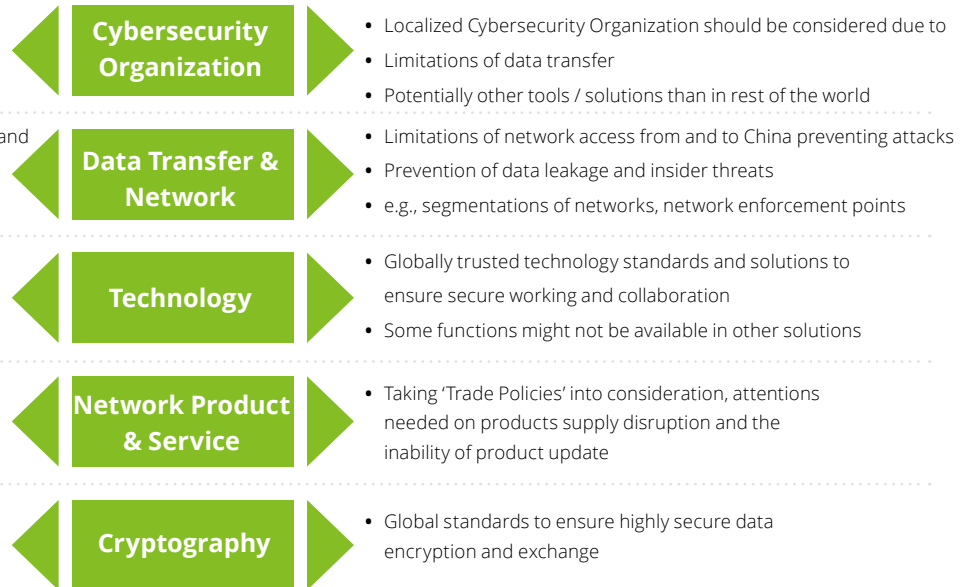 Cybersecurity
Organization
• Localized Cybersecurity Organization should be considered due to
• Limitations of data transfer
• Potentially other tools / solutions than in rest of the world
and
Data Transfer &
Network
• Limitations of network access from and to China preventing attacks
• Prevention of data leakage and insider threats
• e.g., segmentations of networks, network enforcement points
Technology
• Globally trusted technology standards and solutions to
ensure secure working and collaboration
• Some functions might not be available in other solutions
Network Product
& Service
• Taking ‘Trade Policies’ into consideration, attentions
needed on products supply disruption and the
inability of product update
Cryptography
• Global standards to ensure highly secure data
encryption and exchange